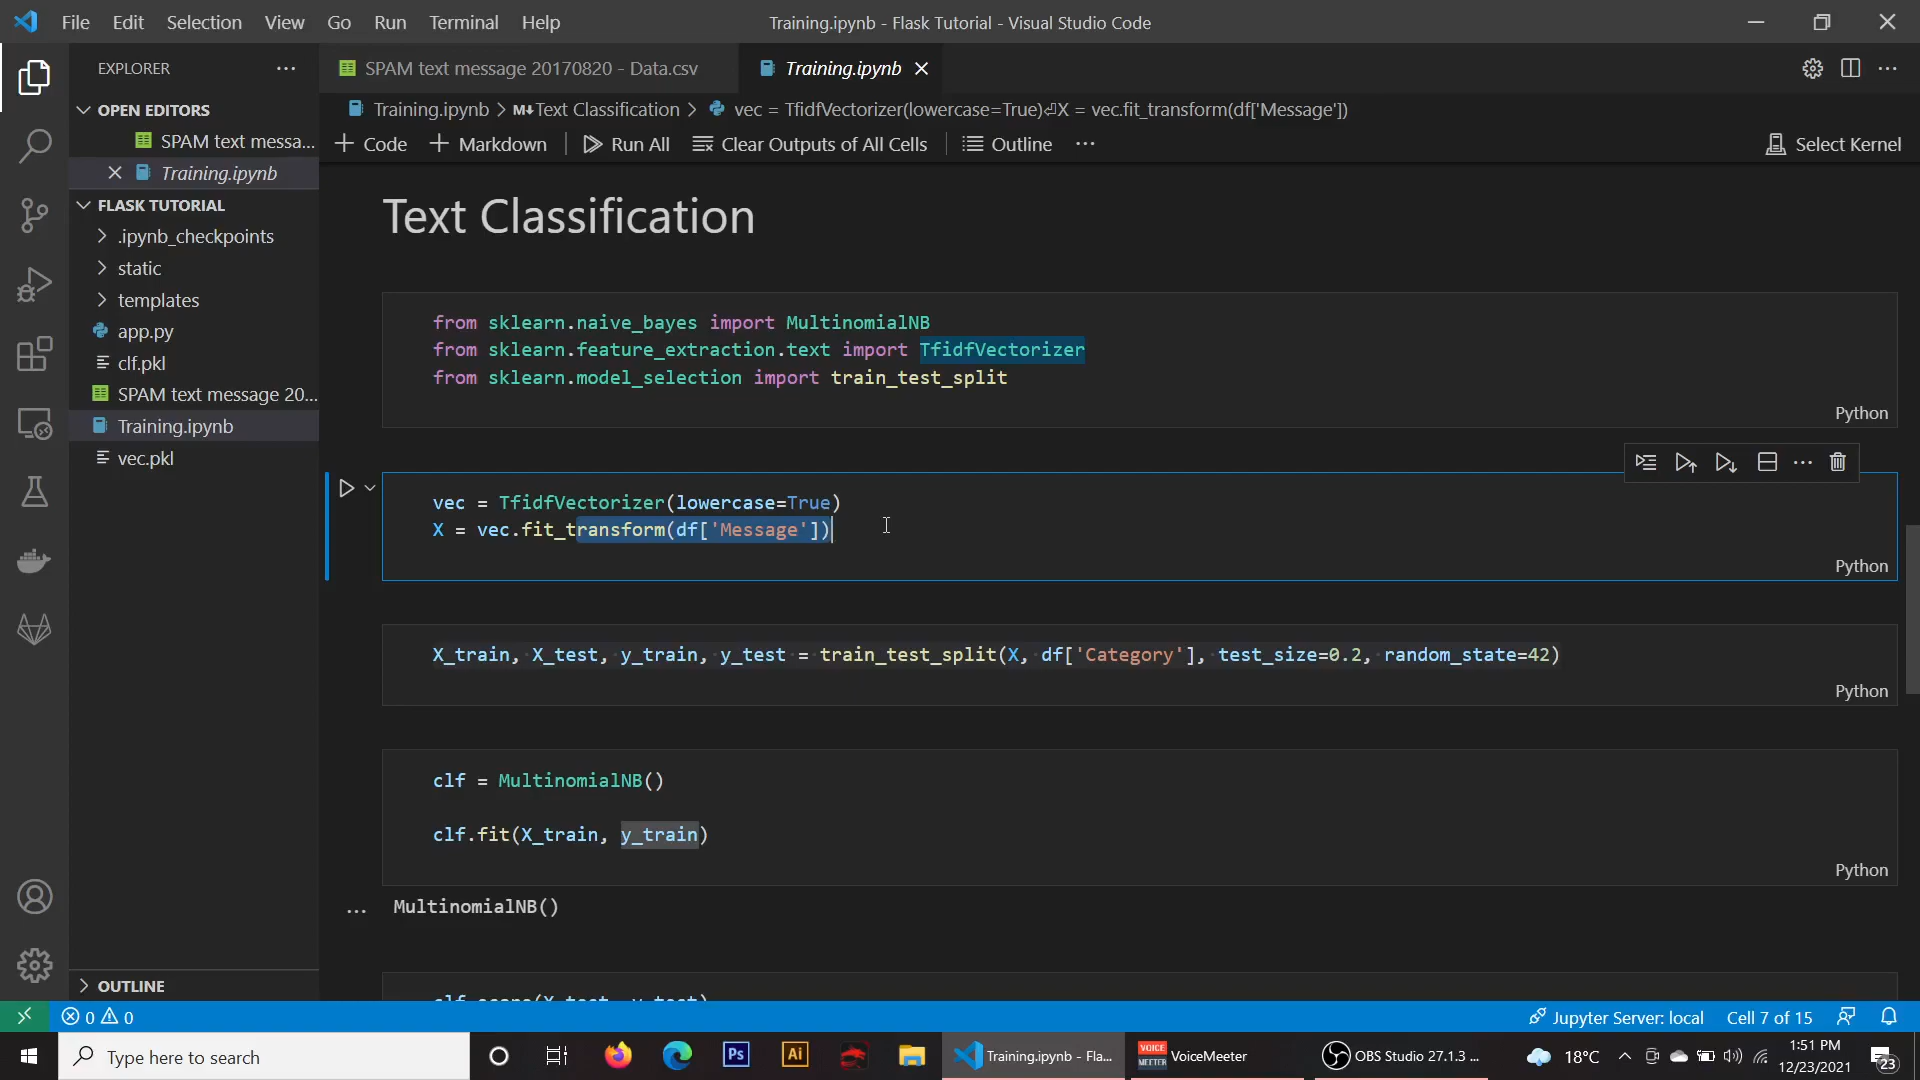 File Edit Selection View Go Run Terminal Help
Training.ipynb - Flask Tutorial - Visual Studio Code
EXPLORER
SPAM text message 20170820 - Data.csv
Training.ipynb
OPEN EDITORS
Training.ipynb > M↓Text Classification > vec = TfidfVectorizer(lowercase=True)⏎X = vec.fit_transform(df['Message'])
SPAM text messa...
Code Markdown Run All Clear Outputs of All Cells Outline ... Select Kernel
Training.ipynb
FLASK TUTORIAL
.ipynb_checkpoints
static
templates
app.py
clf.pkl
SPAM text message 20...
Training.ipynb
vec.pkl
OUTLINE
Text Classification
from sklearn.naive_bayes import MultinomialNB
from sklearn.feature_extraction.text import TfidfVectorizer
from sklearn.model_selection import train_test_split
Python
vec = TfidfVectorizer(lowercase=True)
X = vec.fit_transform(df['Message'])
Python
X_train, X_test, y_train, y_test = train_test_split(X, df['Category'], test_size=0.2, random_state=42)
Python
clf = MultinomialNB()
clf.fit(X_train, y_train)
Python
... MultinomialNB()
clf.score(X_test, y_test)
0 0
Jupyter Server: local Cell 7 of 15
Type here to search
Ps
Ai
Training.ipynb - Fla...
VOICE MEETER
VoiceMeeter
OBS Studio 27.1.3 ...
18°C
1:51 PM
12/23/2021
23